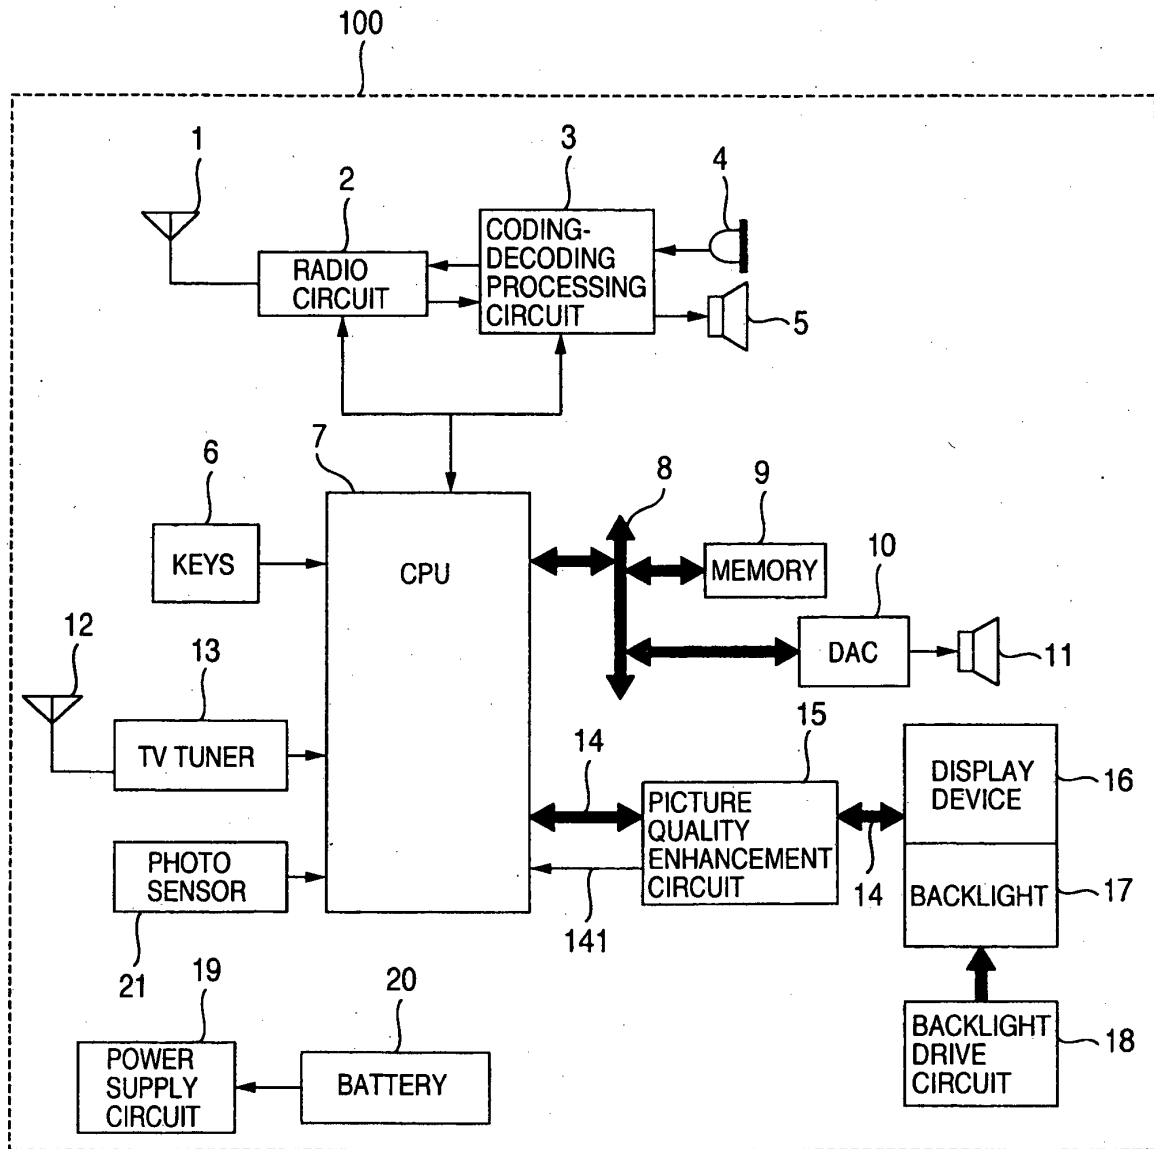 100
1
2
3
4
CODING-
DECODING
PROCESSING
CIRCUIT
RADIO
CIRCUIT
5
6
7
8
9
KEYS
CPU
MEMORY
10
DAC
11
12
13
TV TUNER
14
15
PICTURE
QUALITY
ENHANCEMENT
CIRCUIT
DISPLAY
DEVICE
16
14
BACKLIGHT
17
PHOTO
SENSOR
21
141
19
20
POWER
SUPPLY
CIRCUIT
BATTERY
BACKLIGHT
DRIVE
CIRCUIT
18